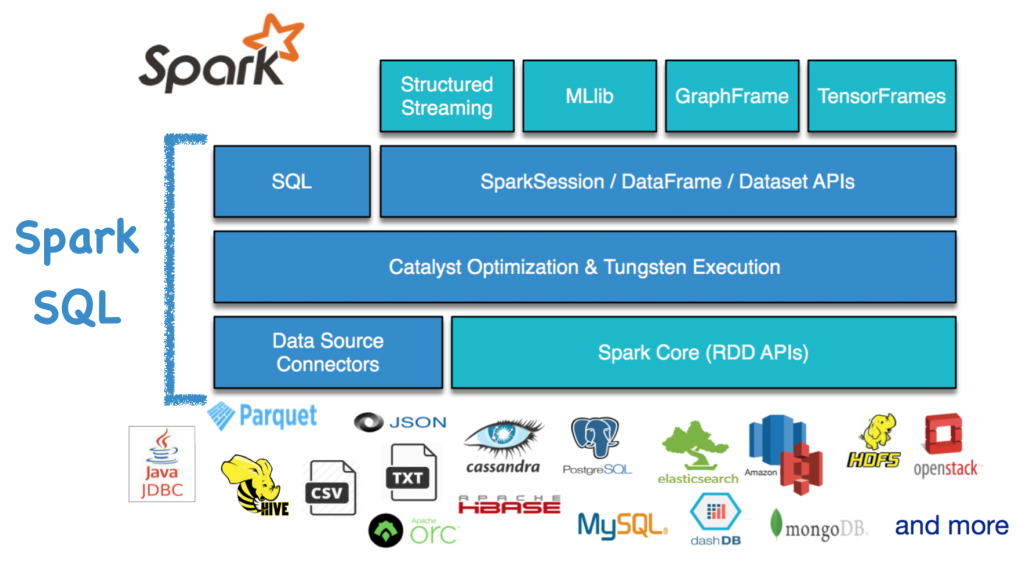 Spark
Structured
Streaming
MLlib
GraphFrame
TensorFrames
Spark
SQL
SQL
SparkSession / DataFrame / Dataset APIs
Catalyst Optimization & Tungsten Execution
Data Source
Connectors
Spark Core (RDD APIs)
Parquet
JSON
cassandra
PostgreSQL
elasticsearch
Amazon
HDFS
openstack
Java
JDBC
HIVE
CSV
TXT
APACHE
HBASE
Apache
orc
MySQL
dashDB
mongoDB
and more